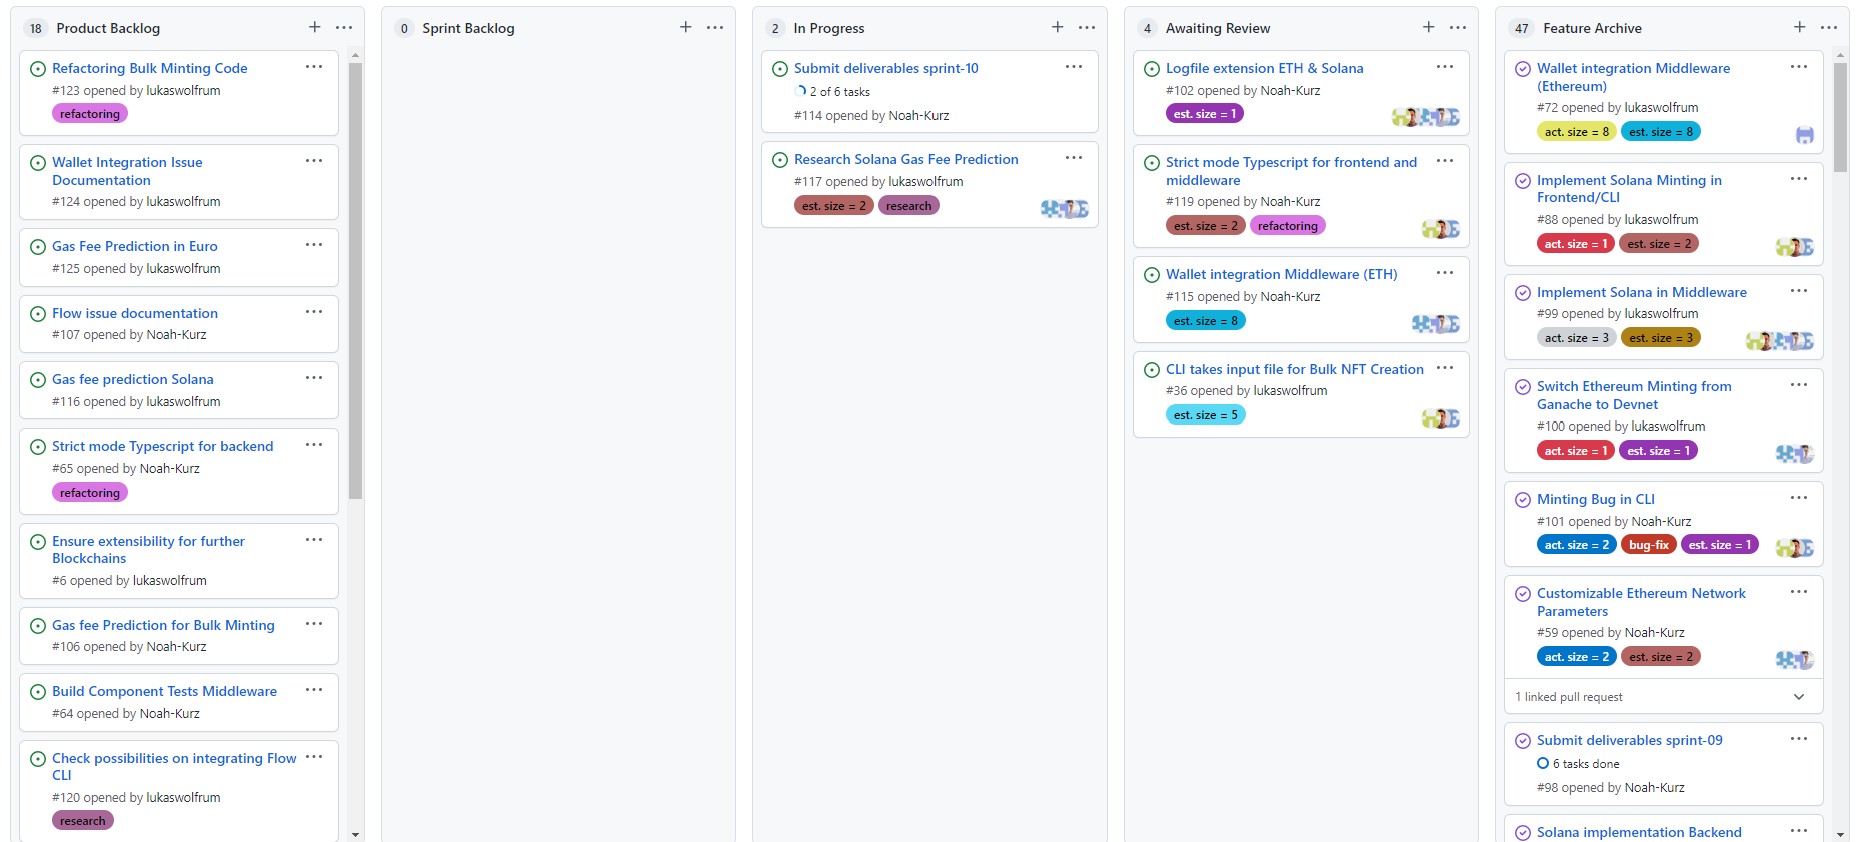 18 Product Backlog
Refactoring Bulk Minting Code
#123 opened by lukaswolfrum
refactoring
Wallet Integration Issue
Documentation
#124 opened by lukaswolfrum
Gas Fee Prediction in Euro
#125 opened by lukaswolfrum
Flow issue documentation
#107 opened by Noah-Kurz
Gas fee prediction Solana
#116 opened by lukaswolfrum
Strict mode Typescript for backend
#65 opened by Noah-Kurz
refactoring
Ensure extensibility for further
Blockchains
#6 opened by lukaswolfrum
Gas fee Prediction for Bulk Minting
#106 opened by Noah-Kurz
Build Component Tests Middleware
#64 opened by Noah-Kurz
Check possibilities on integrating Flow
CLI
#120 opened by lukaswolfrum
research
0 Sprint Backlog
2 In Progress
Submit deliverables sprint-10
2 of 6 tasks
#114 opened by Noah-Kurz
Research Solana Gas Fee Prediction
#117 opened by lukaswolfrum
est. size = 2 research
4 Awaiting Review
Logfile extension ETH & Solana
#102 opened by Noah-Kurz
est. size = 1
Strict mode Typescript for frontend and
middleware
#119 opened by Noah-Kurz
est. size = 2 refactoring
Wallet integration Middleware (ETH)
#115 opened by Noah-Kurz
est. size = 8
CLI takes input file for Bulk NFT Creation
#36 opened by lukaswolfrum
est. size = 5
47 Feature Archive
Wallet integration Middleware
(Ethereum)
#72 opened by lukaswolfrum
act. size = 8 est. size = 8
Implement Solana Minting in
Frontend/CLI
#88 opened by lukaswolfrum
act. size = 1 est. size = 2
Implement Solana in Middleware
#99 opened by lukaswolfrum
act. size = 3 est. size = 3
Switch Ethereum Minting from
Ganache to Devnet
#100 opened by lukaswolfrum
act. size = 1 est. size = 1
Minting Bug in CLI
#101 opened by Noah-Kurz
act. size = 2 bug-fix est. size = 1
Customizable Ethereum Network
Parameters
#59 opened by Noah-Kurz
act. size = 2 est. size = 2
1 linked pull request
Submit deliverables sprint-09
6 tasks done
#98 opened by Noah-Kurz
Solana implementation Backend